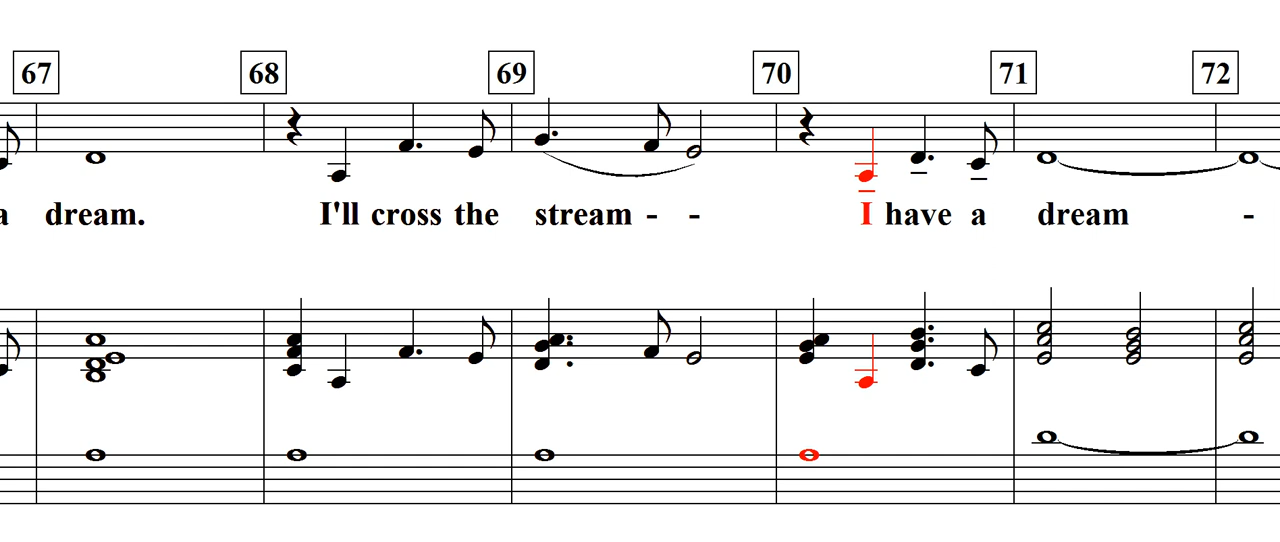 67 68 69 70 71 72
a dream. I'll cross the stream - - I have a dream -